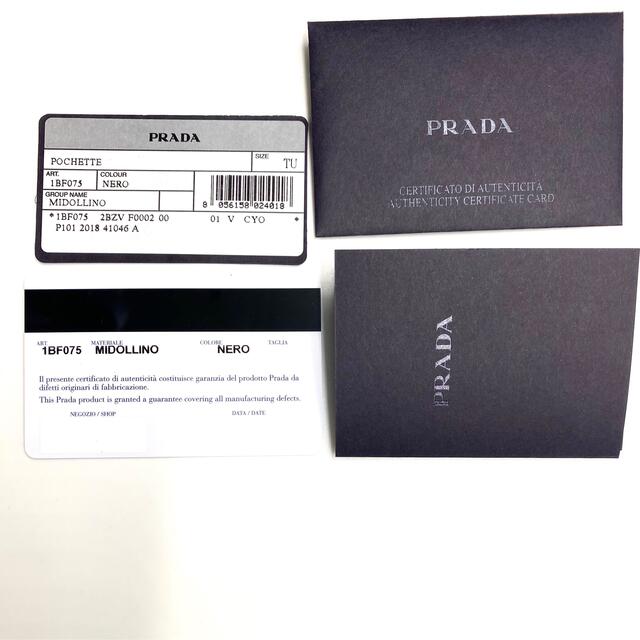 PRADA
POCHETTE
SIZE
TU
ART.
1BF075
COLOUR
NERO
GROUP NAME
MIDOLLINO
8 056158 024018
*1BF075 2BZV F0002 00 01 V CYO *
P101 2018 41046 A
PRADA
CERTIFICATO DI AUTENTICITÀ
AUTHENTICITY CERTIFICATE CARD
ART. MATERIALE COLORE TAGLIA
1BF075 MIDOLLINO NERO
Il presente certificato di autenticità costituisce garanzia del prodotto Prada da
difetti originari di fabbricazione.
This Prada product is granted a guarantee covering all manufacturing defects.
NEGOZIO / SHOP DATA / DATE
PRADA